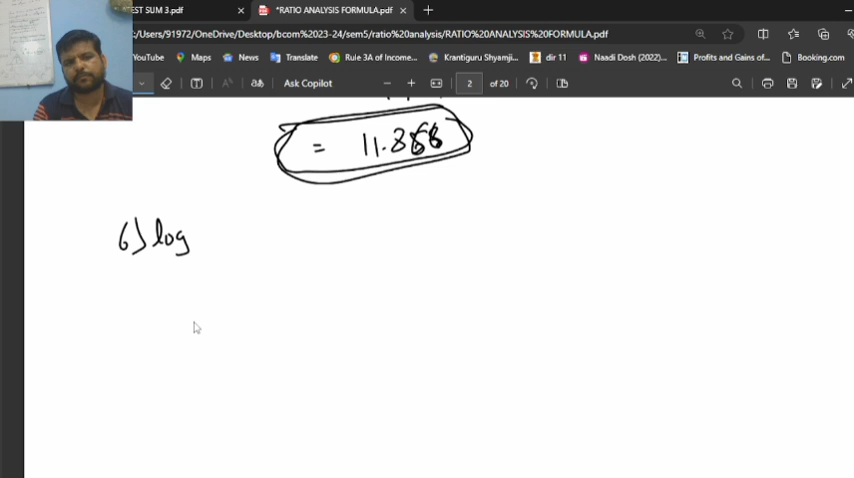 TEST SUM 3.pdf
*RATIO ANALYSIS FORMULA.pdf
:/Users/91972/OneDrive/Desktop/bcom%2023-24/sem5/ratio%20analysis/RATIO%20ANALYSIS%20FORMULA.pdf
YouTube Maps News Translate Rule 3A of Income... Krantiguru Shyamji... dir 11 Naadi Dosh (2022)... Profits and Gains of... Booking.com
Ask Copilot 2 of 20
= 11.888
6) log